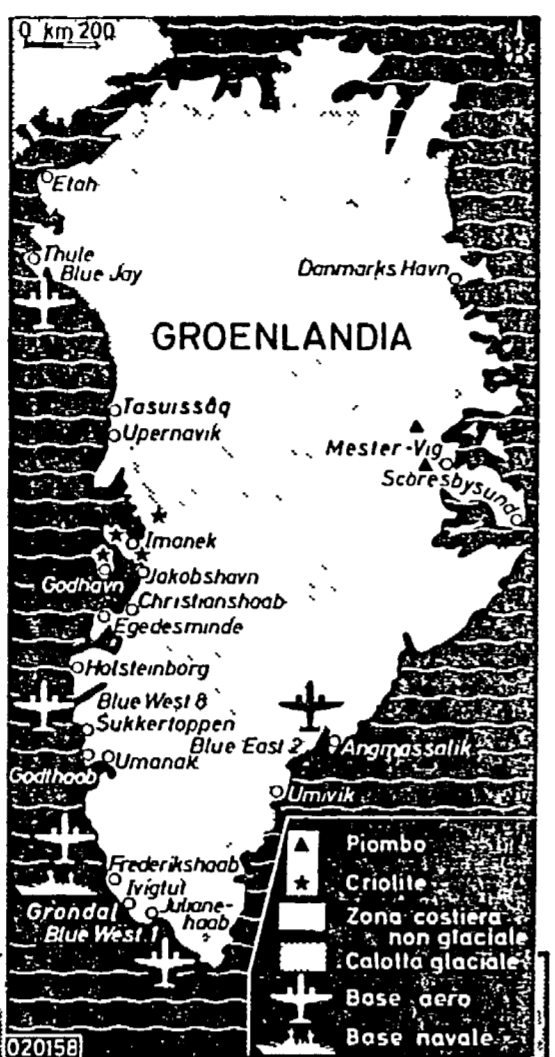 0 km 200
Etah
Thule
Blue Jay
Danmarks Havn
GROENLANDIA
Tasuissâq
Upernavik
Mester-Vig
Scoresbysund
Imanek
Godhavn
Jakobshavn
Christianshaab
Egedesminde
Holsteinborg
Blue West 8
Sukkertoppen
Blue East 2
Angmassalik
Godthaab
Umanak
Umivik
Frederikshaab
Ivigtut
Julianehaab
Grondal
Blue West 1
Piombo
Criolite
Zona costiera
non glaciale
Calotta glaciale
Base aero
Base navale
020158